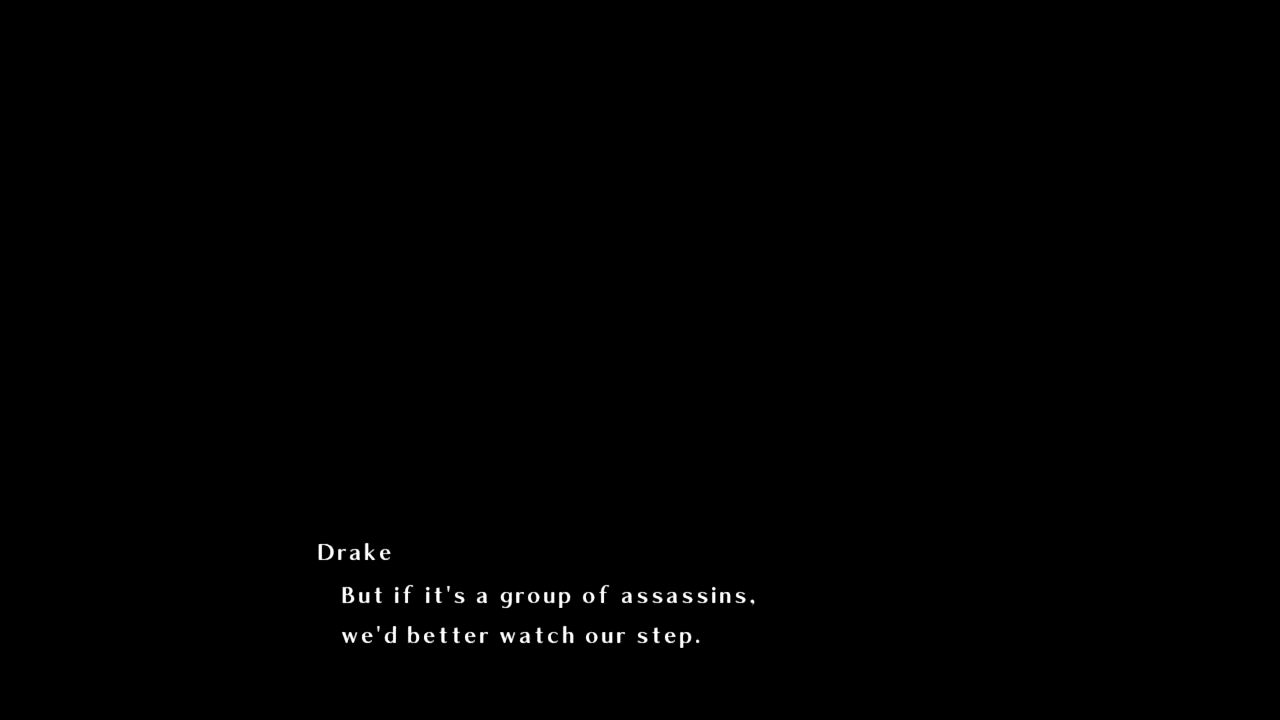 Drake
But if it's a group of assassins,
we'd better watch our step.